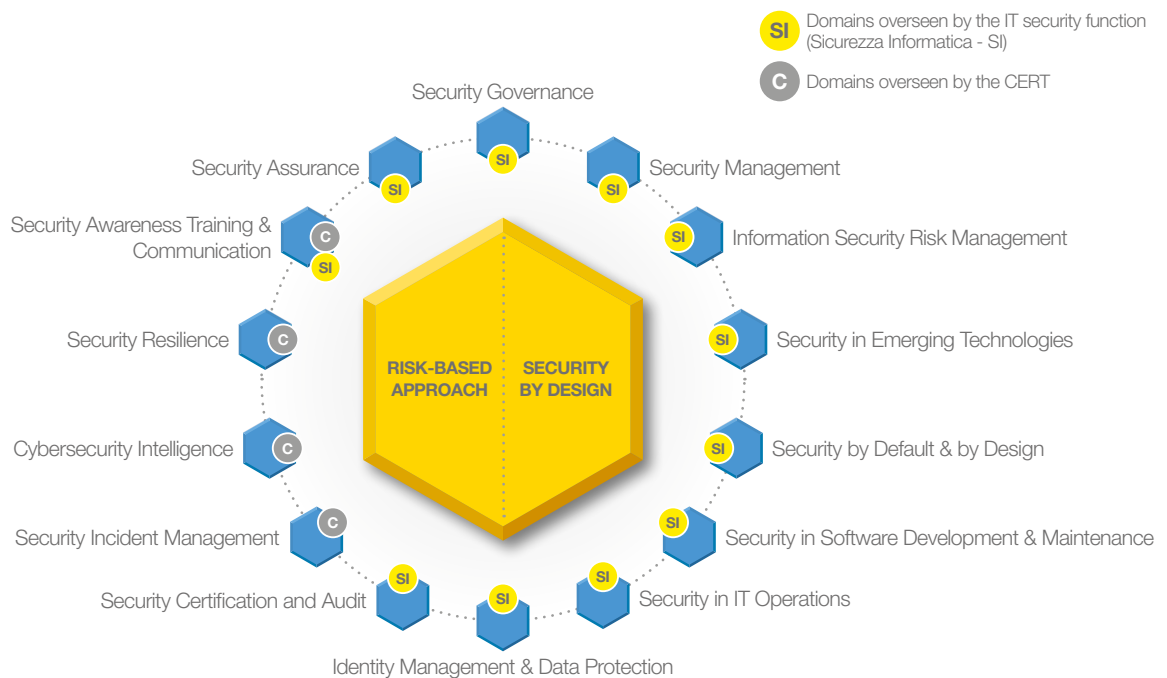 SI
Domains overseen by the IT security function
(Sicurezza Informatica - SI)
C
Domains overseen by the CERT
Security Governance
SI
Security Management
SI
Information Security Risk Management
SI
Security in Emerging Technologies
SI
Security by Default & by Design
SI
Security in Software Development & Maintenance
SI
Security in IT Operations
SI
Identity Management & Data Protection
SI
Security Certification and Audit
SI
Security Incident Management
C
Cybersecurity Intelligence
C
Security Resilience
C
Security Awareness Training &
Communication
C
SI
Security Assurance
SI
RISK-BASED
APPROACH
SECURITY
BY DESIGN